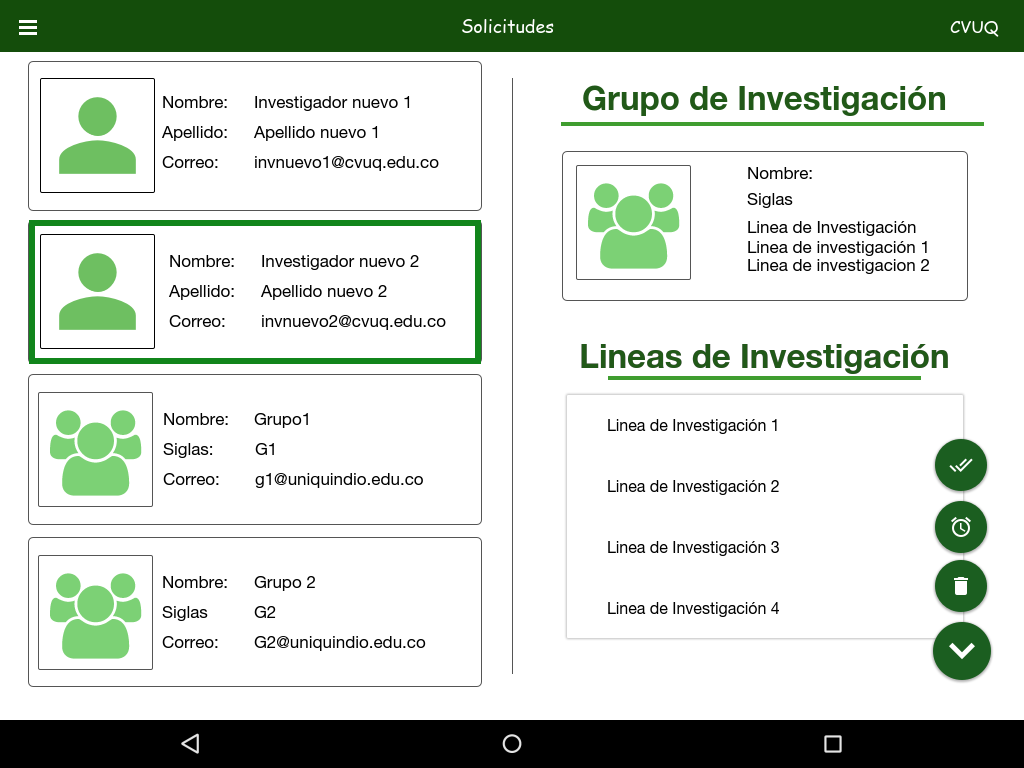 Solicitudes
CVUQ
Nombre: Investigador nuevo 1
Apellido: Apellido nuevo 1
Correo: invnuevo1@cvuq.edu.co
Nombre: Investigador nuevo 2
Apellido: Apellido nuevo 2
Correo: invnuevo2@cvuq.edu.co
Nombre: Grupo1
Siglas: G1
Correo: g1@uniquindio.edu.co
Nombre: Grupo 2
Siglas G2
Correo: G2@uniquindio.edu.co
Grupo de Investigación
Nombre:
Siglas
Linea de Investigación
Linea de investigación 1
Linea de investigacion 2
Lineas de Investigación
Linea de Investigación 1
Linea de Investigación 2
Linea de Investigación 3
Linea de Investigación 4